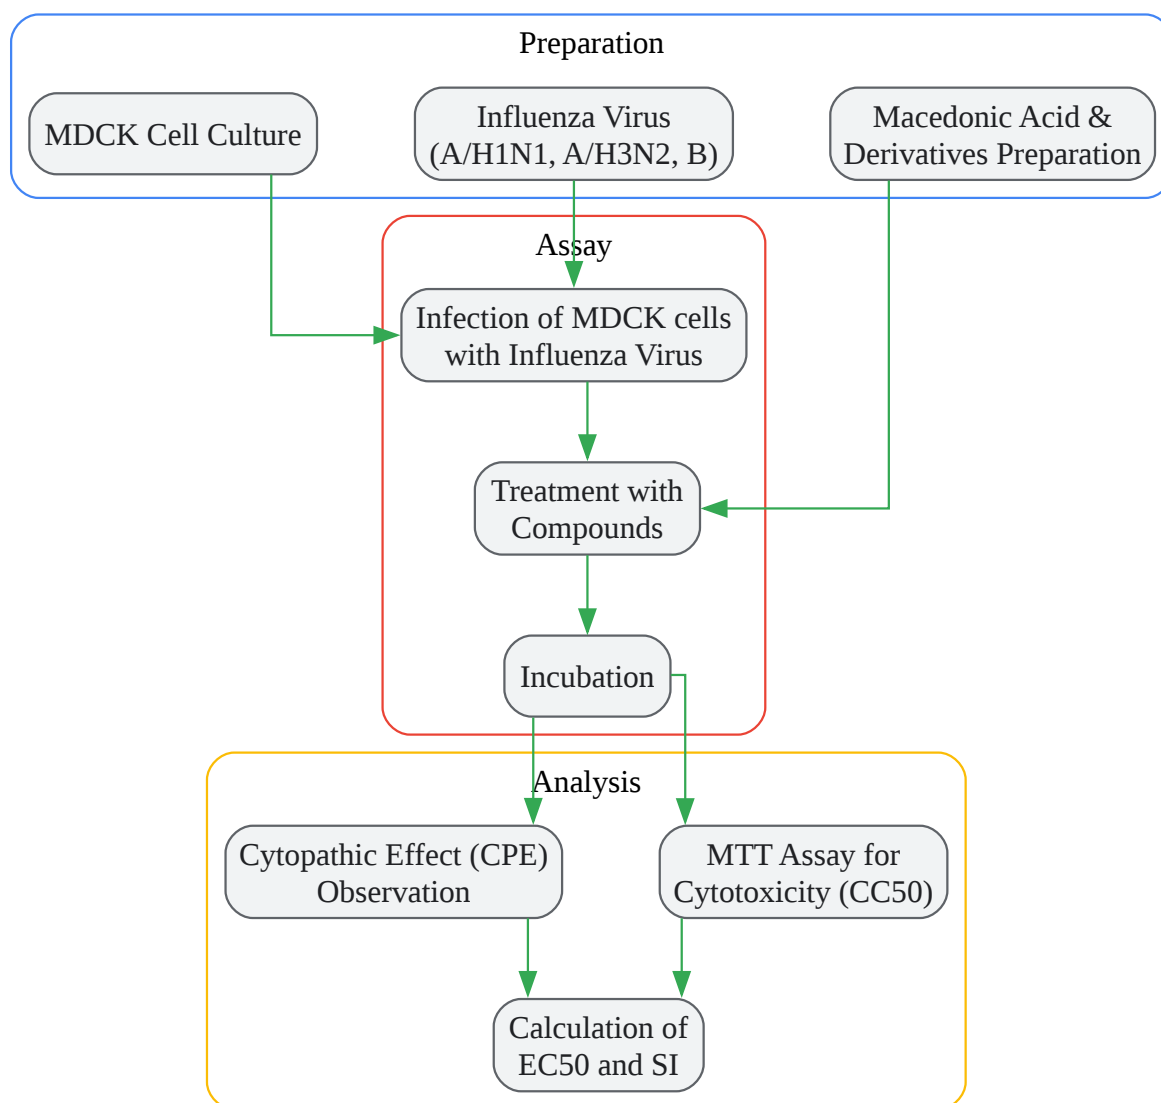 Preparation
MDCK Cell Culture
Influenza Virus
(A/H1N1, A/H3N2, B)
Macedonic Acid &
Derivatives Preparation
Assay
Infection of MDCK cells
with Influenza Virus
Treatment with
Compounds
Incubation
Analysis
Cytopathic Effect (CPE)
Observation
MTT Assay for
Cytotoxicity (CC50)
Calculation of
EC50 and SI